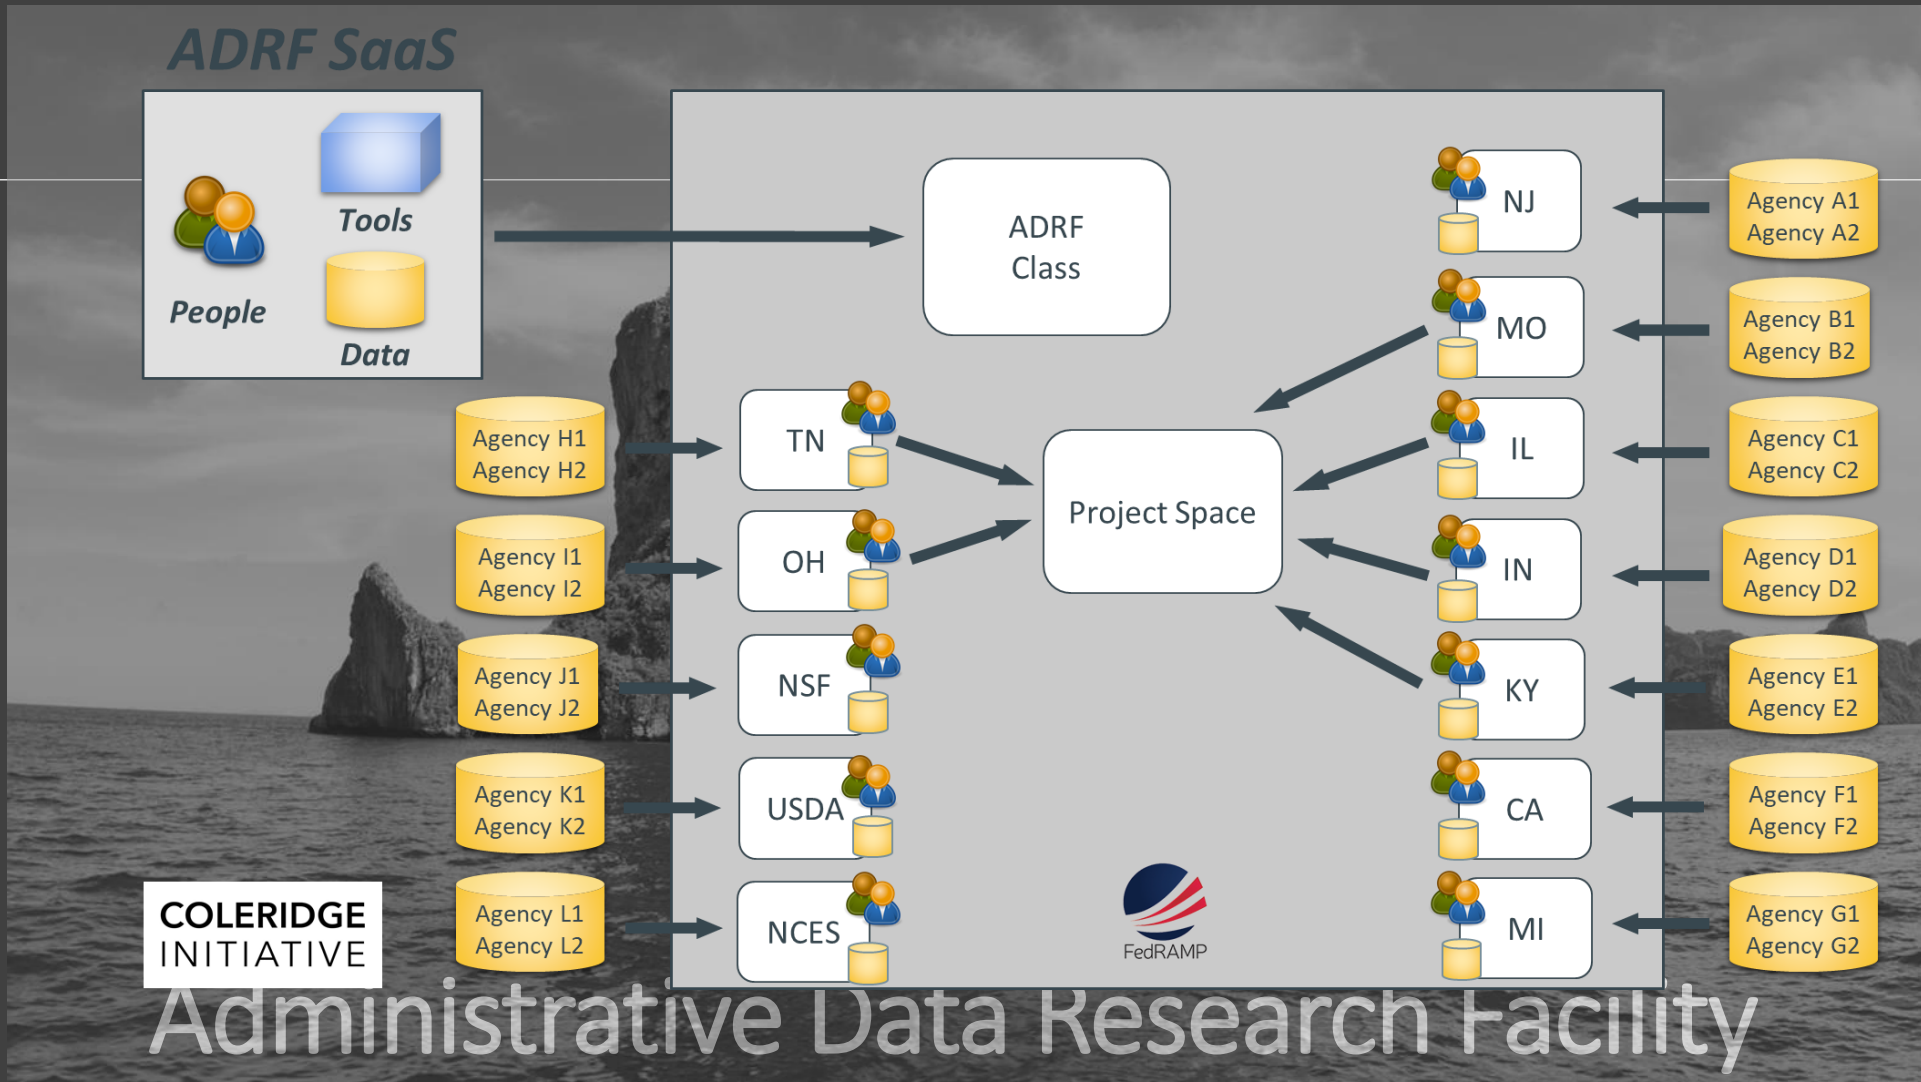 ADRF SaaS
People
Tools
Data
ADRF
Class
TN
OH
NSF
USDA
NCES
Project Space
NJ
MO
IL
IN
KY
CA
MI
Agency H1
Agency H2
Agency I1
Agency I2
Agency J1
Agency J2
Agency K1
Agency K2
Agency L1
Agency L2
Agency A1
Agency A2
Agency B1
Agency B2
Agency C1
Agency C2
Agency D1
Agency D2
Agency E1
Agency E2
Agency F1
Agency F2
Agency G1
Agency G2
FedRAMP
COLERIDGE
INITIATIVE
Administrative Data Research Facility